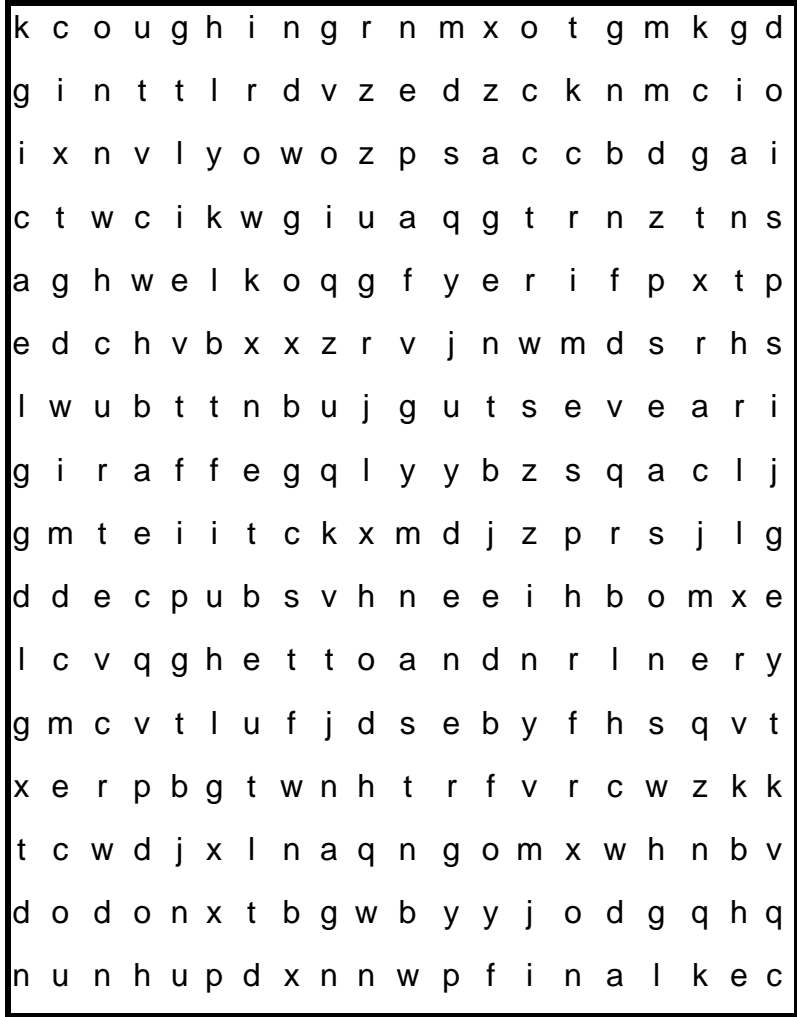 k c o u g h i n g r n m x o t g m k g d
g i n t t l r d v z e d z c k n m c i o
i x n v l y o w o z p s a c c b d g a i
c t w c i k w g i u a q g t r n z t n s
a g h w e l k o q g f y e r i f p x t p
e d c h v b x x z r v j n w m d s r h s
l w u b t t n b u j g u t s e v e a r i
g i r a f f e g q l y y b z s q a c l j
g m t e i i t c k x m d j z p r s j l g
d d e c p u b s v h n e e i h b o m x e
l c v q g h e t t o a n d n r l n e r y
g m c v t l u f j d s e b y f h s q v t
x e r p b g t w n h t r f v r c w z k k
t c w d j x l n a q n g o m x w h n b v
d o d o n x t b g w b y y j o d g q h q
n u n h u p d x n n w p f i n a l k e c